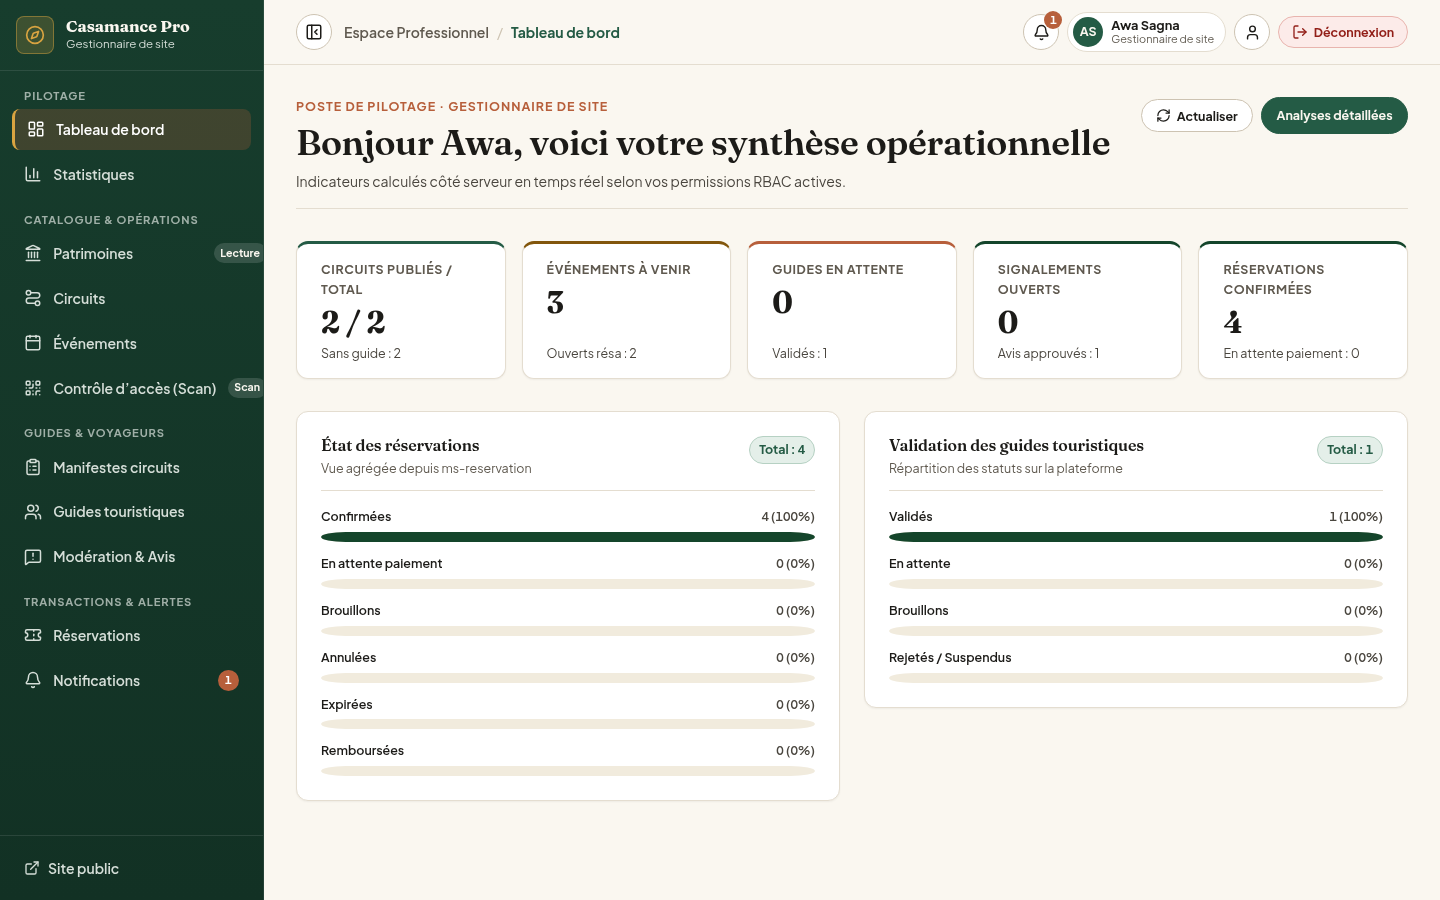 Casamance Pro
Gestionnaire de site
PILOTAGE
Tableau de bord
Statistiques
CATALOGUE & OPÉRATIONS
Patrimoines
Lecture
Circuits
Événements
Contrôle d’accès (Scan)
Scan
GUIDES & VOYAGEURS
Manifestes circuits
Guides touristiques
Modération & Avis
TRANSACTIONS & ALERTES
Réservations
Notifications
1
Site public
Espace Professionnel / Tableau de bord
1
AS
Awa Sagna
Gestionnaire de site
Déconnexion
POSTE DE PILOTAGE · GESTIONNAIRE DE SITE
Bonjour Awa, voici votre synthèse opérationnelle
Indicateurs calculés côté serveur en temps réel selon vos permissions RBAC actives.
Actualiser
Analyses détaillées
CIRCUITS PUBLIÉS /
TOTAL
2 / 2
Sans guide : 2
ÉVÉNEMENTS À VENIR
3
Ouverts résa : 2
GUIDES EN ATTENTE
0
Validés : 1
SIGNALEMENTS
OUVERTS
0
Avis approuvés : 1
RÉSERVATIONS
CONFIRMÉES
4
En attente paiement : 0
État des réservations
Vue agrégée depuis ms-reservation
Total : 4
Confirmées 4 (100%)
En attente paiement 0 (0%)
Brouillons 0 (0%)
Annulées 0 (0%)
Expirées 0 (0%)
Remboursées 0 (0%)
Validation des guides touristiques
Répartition des statuts sur la plateforme
Total : 1
Validés 1 (100%)
En attente 0 (0%)
Brouillons 0 (0%)
Rejetés / Suspendus 0 (0%)